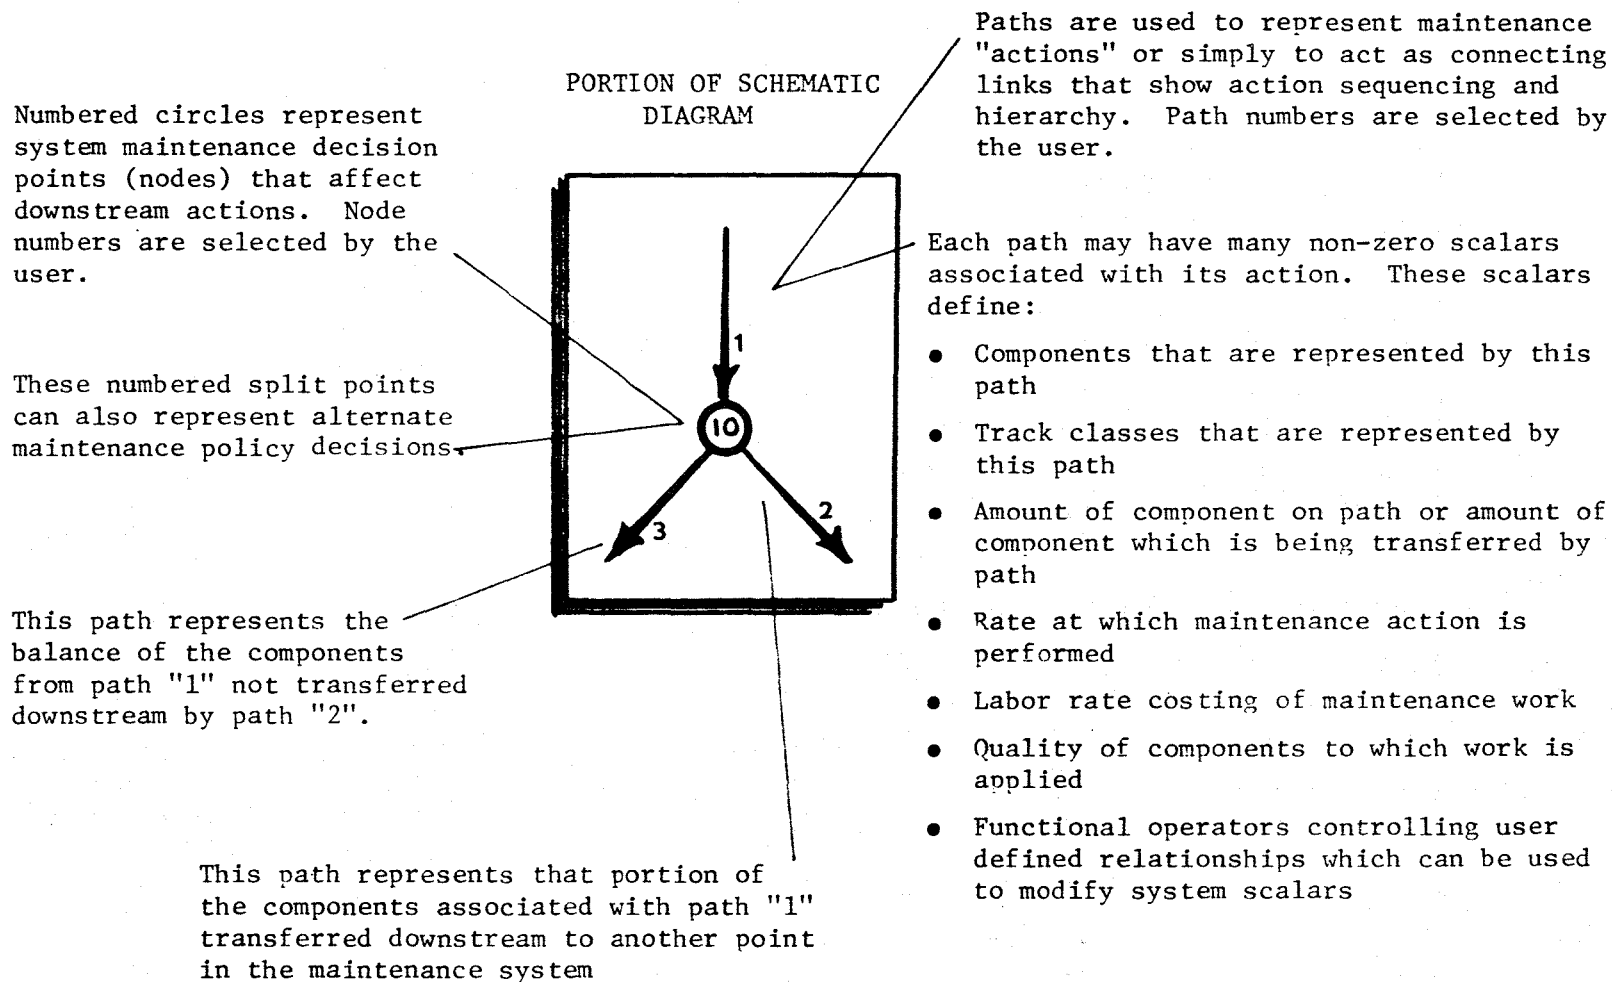 PORTION OF SCHEMATIC
DIAGRAM
Numbered circles represent
system maintenance decision
points (nodes) that affect
downstream actions. Node
numbers are selected by the
user.
These numbered split points
can also represent alternate
maintenance policy decisions
This path represents the
balance of the components
from path "1" not transferred
downstream by path "2".
1
10
3
2
This path represents that portion of
the components associated with path "1"
transferred downstream to another point
in the maintenance system
Paths are used to represent maintenance
"actions" or simply to act as connecting
links that show action sequencing and
hierarchy. Path numbers are selected by
the user.
Each path may have many non-zero scalars
associated with its action. These scalars
define:
• Components that are represented by this
path
• Track classes that are represented by
this path
• Amount of component on path or amount of
component which is being transferred by
path
• Rate at which maintenance action is
performed
• Labor rate costing of maintenance work
• Quality of components to which work is
applied
• Functional operators controlling user
defined relationships which can be used
to modify system scalars